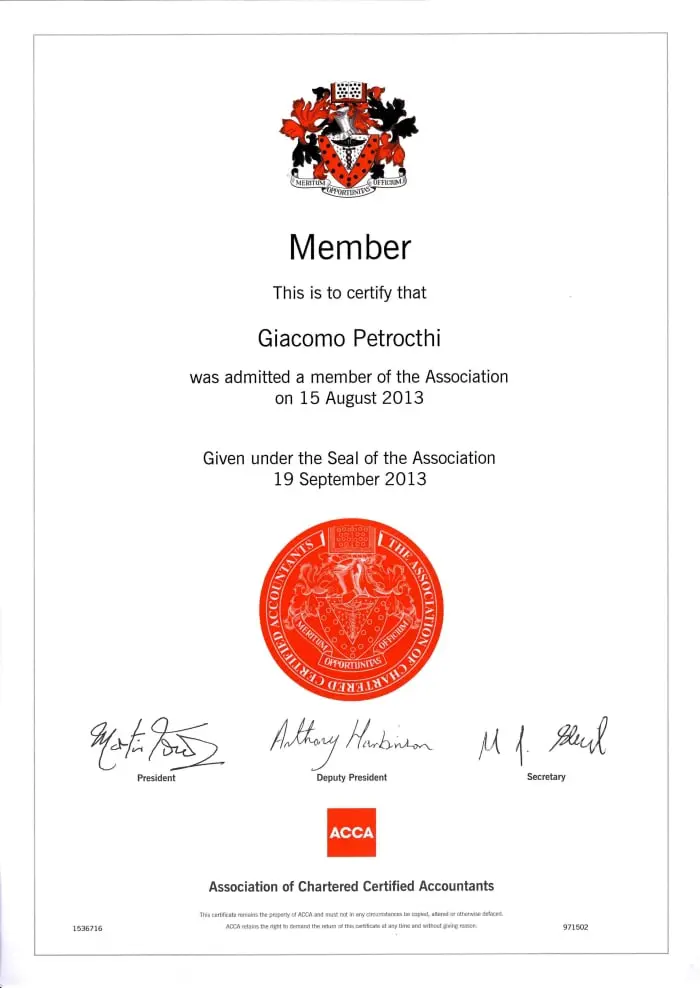 MERITUM OPPORTUNITAS OFFICIUM
Member
This is to certify that
Giacomo Petrocthi
was admitted a member of the Association
on 15 August 2013
Given under the Seal of the Association
19 September 2013
THE ASSOCIATION OF CHARTERED CERTIFIED ACCOUNTANTS
MERITUM OPPORTUNITAS OFFICIUM
Anthony Harbinson
President
Deputy President
Secretary
ACCA
Association of Chartered Certified Accountants
This certificate remains the property of ACCA and must not in any circumstances be copied, altered or otherwise defaced.
ACCA retains the right to demand the return of this certificate at any time and without giving reason.
1536716
971502